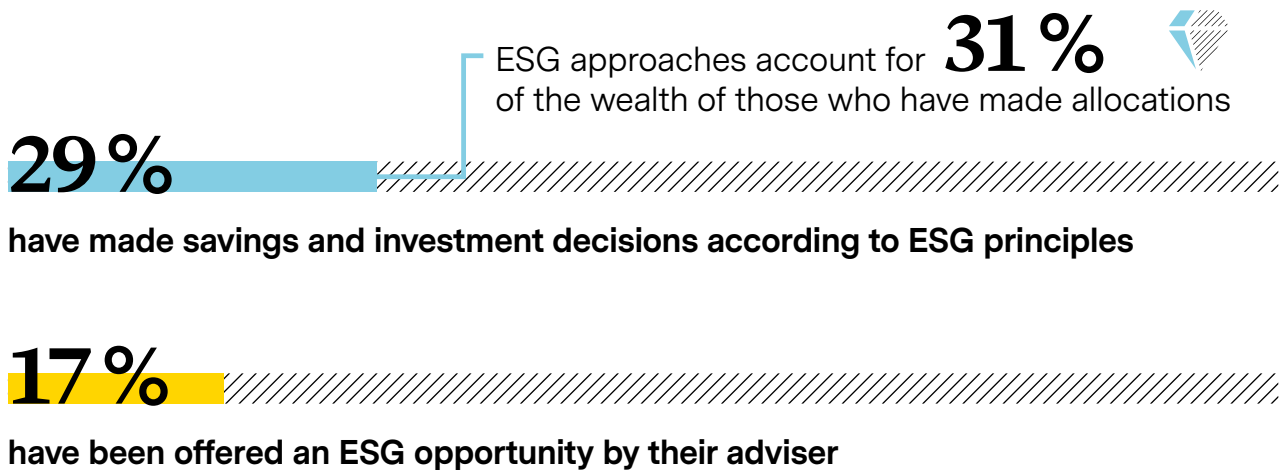 ESG approaches account for 31 %
of the wealth of those who have made allocations
29 %
have made savings and investment decisions according to ESG principles
17 %
have been offered an ESG opportunity by their adviser